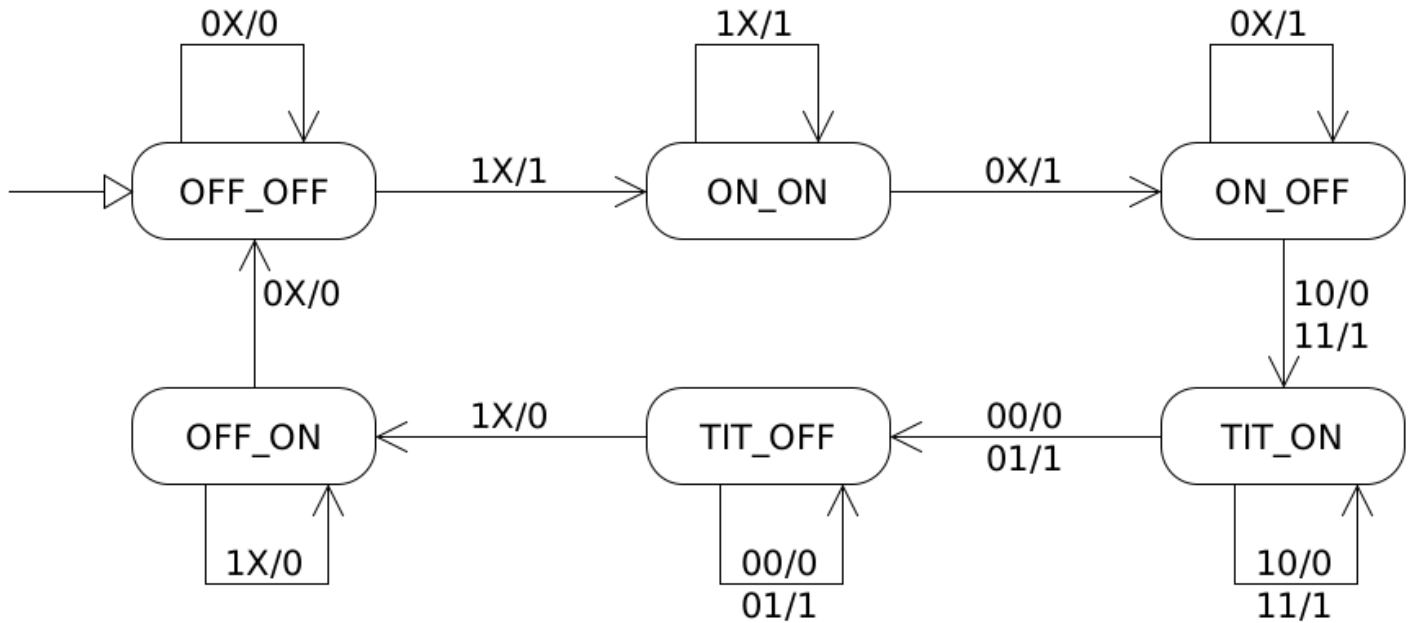 0X/0
1X/1
0X/1
OFF_OFF
1X/1
ON_ON
0X/1
ON_OFF
0X/0
10/0
11/1
OFF_ON
1X/0
TIT_OFF
00/0
01/1
TIT_ON
1X/0
00/0
01/1
10/0
11/1